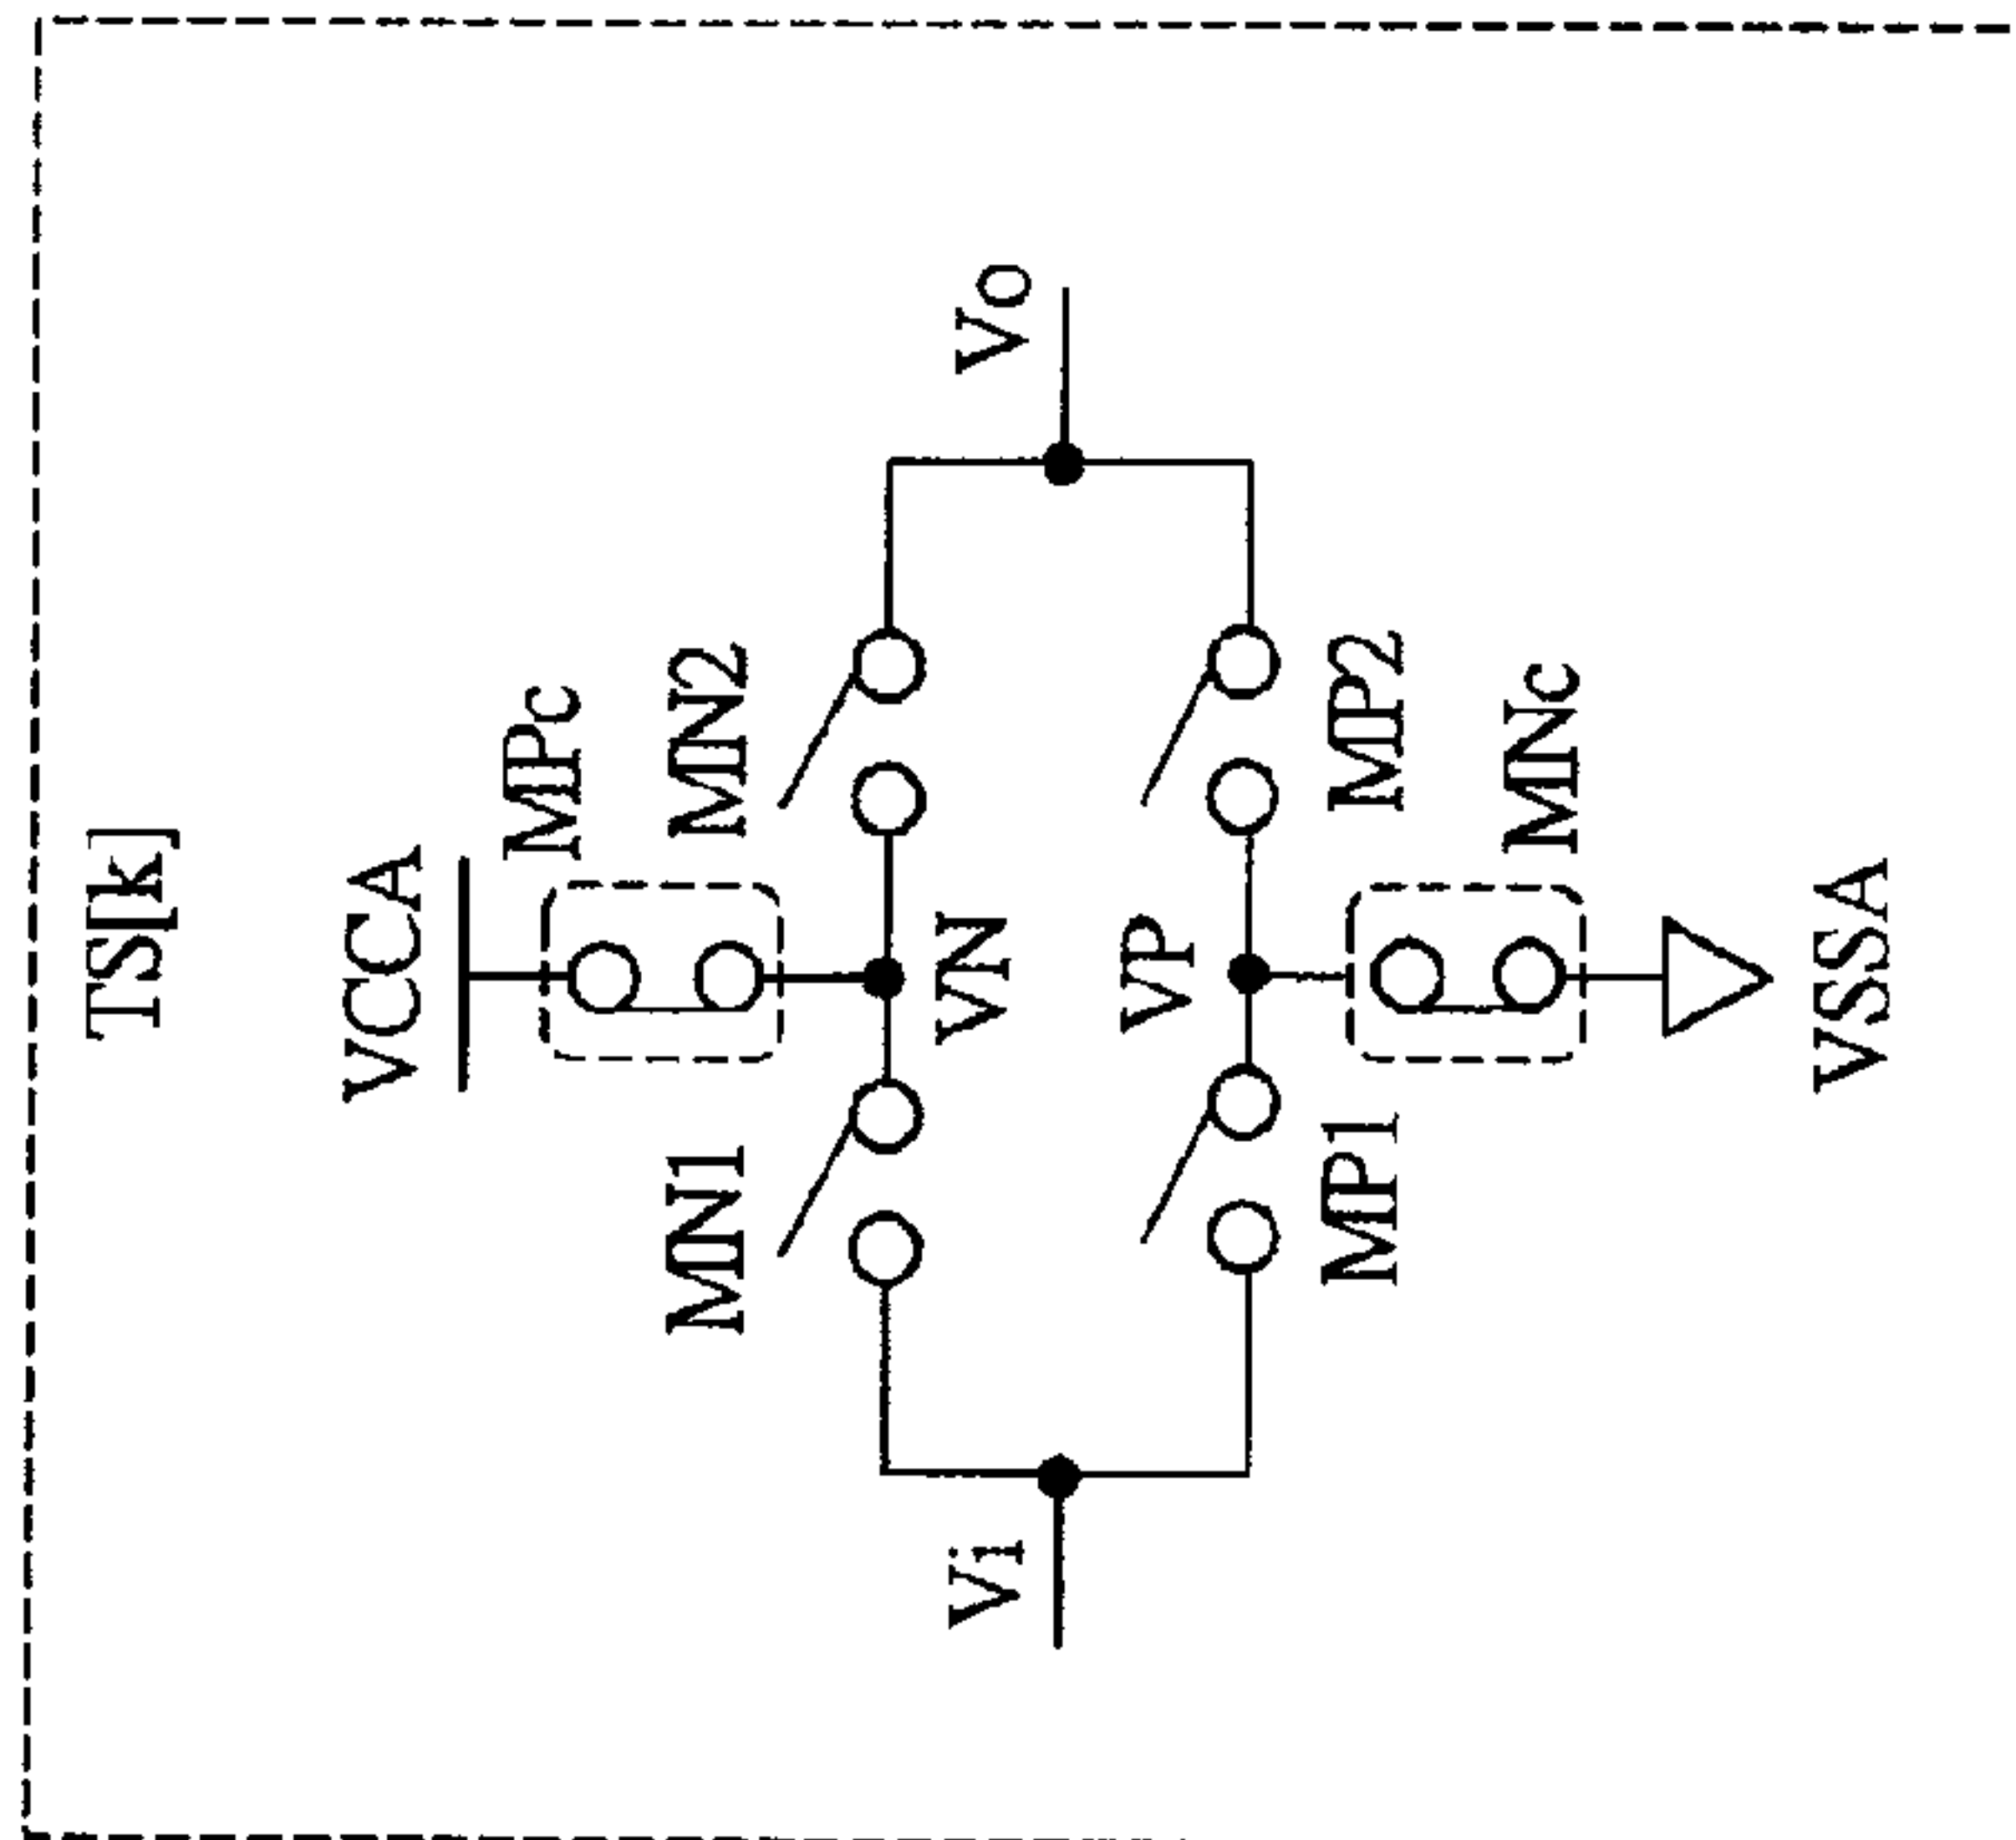 TS[k]
VCCA
MPc
MN1
MN2
VN
Vi
Vo
VP
MP1
MP2
MNc
VSSA